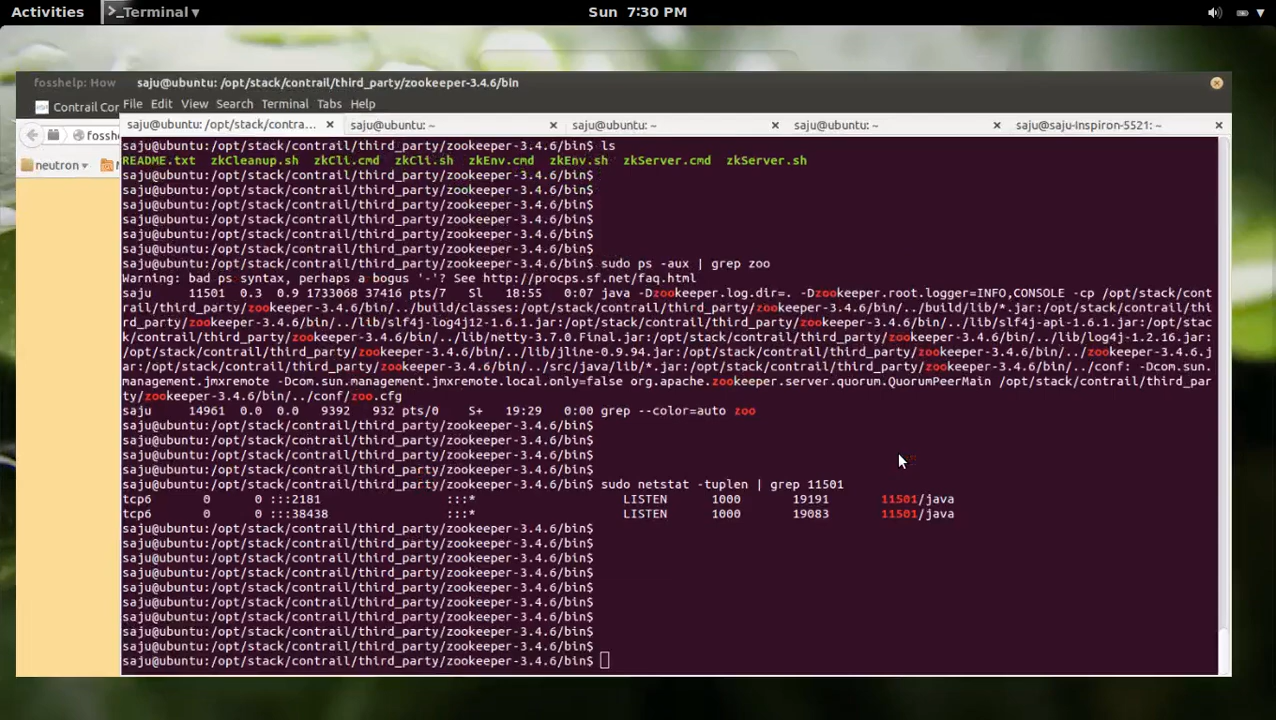 Activities
Terminal
Sun 7:30 PM
fosshelp: How
saju@ubuntu: /opt/stack/contrail/third_party/zookeeper-3.4.6/bin
Contrail Con
File Edit View Search Terminal Tabs Help
saju@ubuntu: /opt/stack/contra... ×
saju@ubuntu: ~ ×
saju@ubuntu: ~ ×
saju@ubuntu: ~ ×
saju@saju-Inspiron-5521: ~ ×
fossh
neutron
saju@ubuntu:/opt/stack/contrail/third_party/zookeeper-3.4.6/bin$ ls
README.txt zkCleanup.sh zkCli.cmd zkCli.sh zkEnv.cmd zkEnv.sh zkServer.cmd zkServer.sh
saju@ubuntu:/opt/stack/contrail/third_party/zookeeper-3.4.6/bin$
saju@ubuntu:/opt/stack/contrail/third_party/zookeeper-3.4.6/bin$
saju@ubuntu:/opt/stack/contrail/third_party/zookeeper-3.4.6/bin$
saju@ubuntu:/opt/stack/contrail/third_party/zookeeper-3.4.6/bin$
saju@ubuntu:/opt/stack/contrail/third_party/zookeeper-3.4.6/bin$
saju@ubuntu:/opt/stack/contrail/third_party/zookeeper-3.4.6/bin$
saju@ubuntu:/opt/stack/contrail/third_party/zookeeper-3.4.6/bin$ sudo ps -aux | grep zoo
Warning: bad ps syntax, perhaps a bogus '-'? See http://procps.sf.net/faq.html
saju 11501 0.3 0.9 1733068 37416 pts/7 Sl 18:55 0:07 java -Dzookeeper.log.dir=. -Dzookeeper.root.logger=INFO,CONSOLE -cp /opt/stack/cont
rail/third_party/zookeeper-3.4.6/bin/../build/classes:/opt/stack/contrail/third_party/zookeeper-3.4.6/bin/../build/lib/*.jar:/opt/stack/contrail/thi
rd_party/zookeeper-3.4.6/bin/../lib/slf4j-log4j12-1.6.1.jar:/opt/stack/contrail/third_party/zookeeper-3.4.6/bin/../lib/slf4j-api-1.6.1.jar:/opt/stac
k/contrail/third_party/zookeeper-3.4.6/bin/../lib/netty-3.7.0.Final.jar:/opt/stack/contrail/third_party/zookeeper-3.4.6/bin/../lib/log4j-1.2.16.jar:
/opt/stack/contrail/third_party/zookeeper-3.4.6/bin/../lib/jline-0.9.94.jar:/opt/stack/contrail/third_party/zookeeper-3.4.6/bin/../zookeeper-3.4.6.j
ar:/opt/stack/contrail/third_party/zookeeper-3.4.6/bin/../src/java/lib/*.jar:/opt/stack/contrail/third_party/zookeeper-3.4.6/bin/../conf: -Dcom.sun.
management.jmxremote -Dcom.sun.management.jmxremote.local.only=false org.apache.zookeeper.server.quorum.QuorumPeerMain /opt/stack/contrail/third_par
ty/zookeeper-3.4.6/bin/../conf/zoo.cfg
saju 14961 0.0 0.0 9392 932 pts/0 S+ 19:29 0:00 grep --color=auto zoo
saju@ubuntu:/opt/stack/contrail/third_party/zookeeper-3.4.6/bin$
saju@ubuntu:/opt/stack/contrail/third_party/zookeeper-3.4.6/bin$
saju@ubuntu:/opt/stack/contrail/third_party/zookeeper-3.4.6/bin$
saju@ubuntu:/opt/stack/contrail/third_party/zookeeper-3.4.6/bin$
saju@ubuntu:/opt/stack/contrail/third_party/zookeeper-3.4.6/bin$ sudo netstat -tuplen | grep 11501
tcp6 0 0 :::2181 :::* LISTEN 1000 19191 11501/java
tcp6 0 0 :::38438 :::* LISTEN 1000 19083 11501/java
saju@ubuntu:/opt/stack/contrail/third_party/zookeeper-3.4.6/bin$
saju@ubuntu:/opt/stack/contrail/third_party/zookeeper-3.4.6/bin$
saju@ubuntu:/opt/stack/contrail/third_party/zookeeper-3.4.6/bin$
saju@ubuntu:/opt/stack/contrail/third_party/zookeeper-3.4.6/bin$
saju@ubuntu:/opt/stack/contrail/third_party/zookeeper-3.4.6/bin$
saju@ubuntu:/opt/stack/contrail/third_party/zookeeper-3.4.6/bin$
saju@ubuntu:/opt/stack/contrail/third_party/zookeeper-3.4.6/bin$
saju@ubuntu:/opt/stack/contrail/third_party/zookeeper-3.4.6/bin$
saju@ubuntu:/opt/stack/contrail/third_party/zookeeper-3.4.6/bin$
saju@ubuntu:/opt/stack/contrail/third_party/zookeeper-3.4.6/bin$